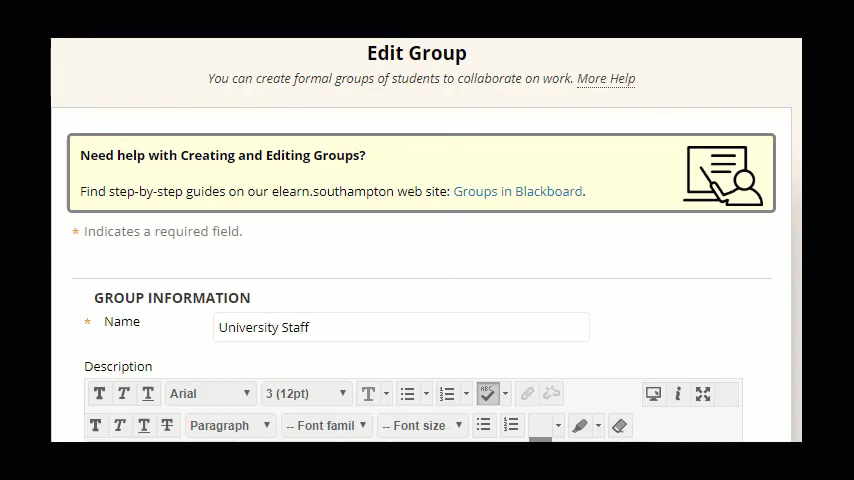 Edit Group
You can create formal groups of students to collaborate on work. More Help
Need help with Creating and Editing Groups?
Find step-by-step guides on our elearn.southampton web site: Groups in Blackboard.
* Indicates a required field.
GROUP INFORMATION
* Name
University Staff
Description
T T T Arial 3 (12pt) T ABC i
T T T T Paragraph -- Font famil -- Font size